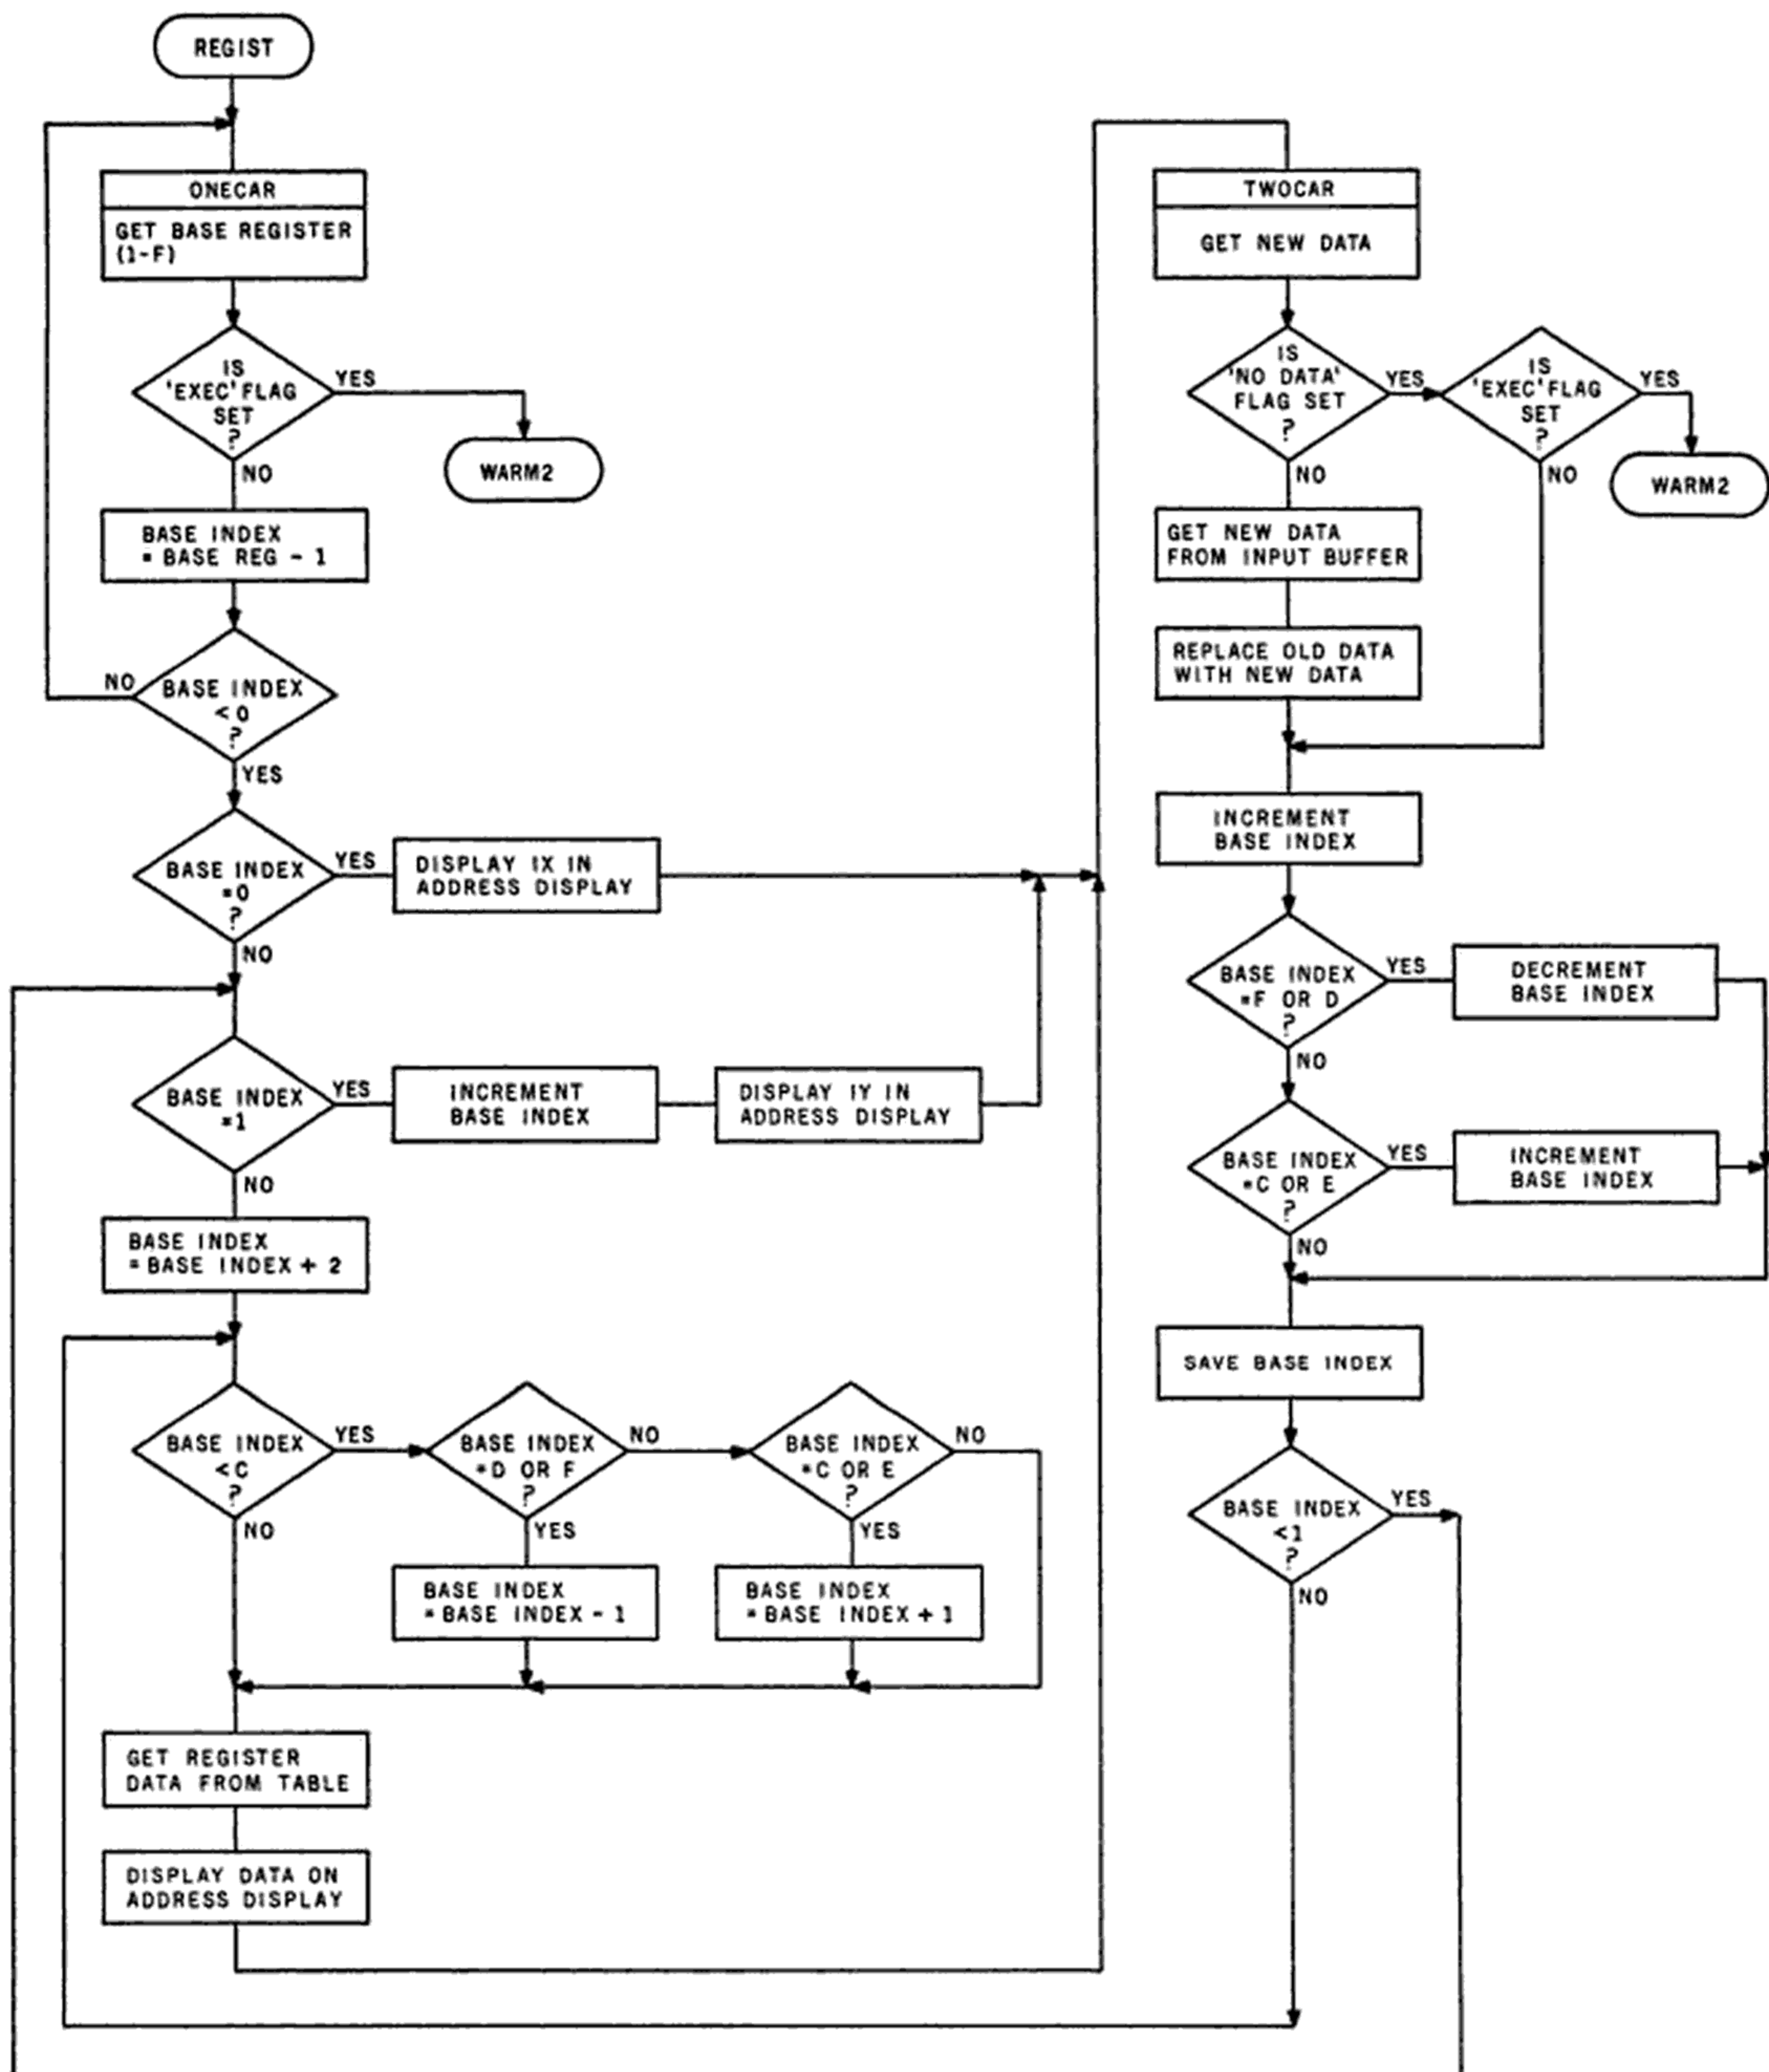 REGIST
ONECAR
GET BASE REGISTER
(1-F)
IS
'EXEC' FLAG
SET
?
YES
WARM2
NO
BASE INDEX
= BASE REG - 1
NO
BASE INDEX
< 0
?
YES
BASE INDEX
=0
?
YES
DISPLAY IX IN
ADDRESS DISPLAY
NO
BASE INDEX
=1
YES
INCREMENT
BASE INDEX
DISPLAY IY IN
ADDRESS DISPLAY
NO
BASE INDEX
= BASE INDEX + 2
BASE INDEX
<C
?
YES
BASE INDEX
=D OR F
?
NO
BASE INDEX
=C OR E
?
NO
NO
YES
YES
BASE INDEX
= BASE INDEX - 1
BASE INDEX
= BASE INDEX + 1
GET REGISTER
DATA FROM TABLE
DISPLAY DATA ON
ADDRESS DISPLAY
TWOCAR
GET NEW DATA
IS
'NO DATA'
FLAG SET
?
YES
IS
'EXEC' FLAG
SET
?
YES
WARM2
NO
NO
GET NEW DATA
FROM INPUT BUFFER
REPLACE OLD DATA
WITH NEW DATA
INCREMENT
BASE INDEX
BASE INDEX
=F OR D
?
YES
DECREMENT
BASE INDEX
NO
BASE INDEX
=C OR E
?
YES
INCREMENT
BASE INDEX
NO
SAVE BASE INDEX
BASE INDEX
<1
?
YES
NO